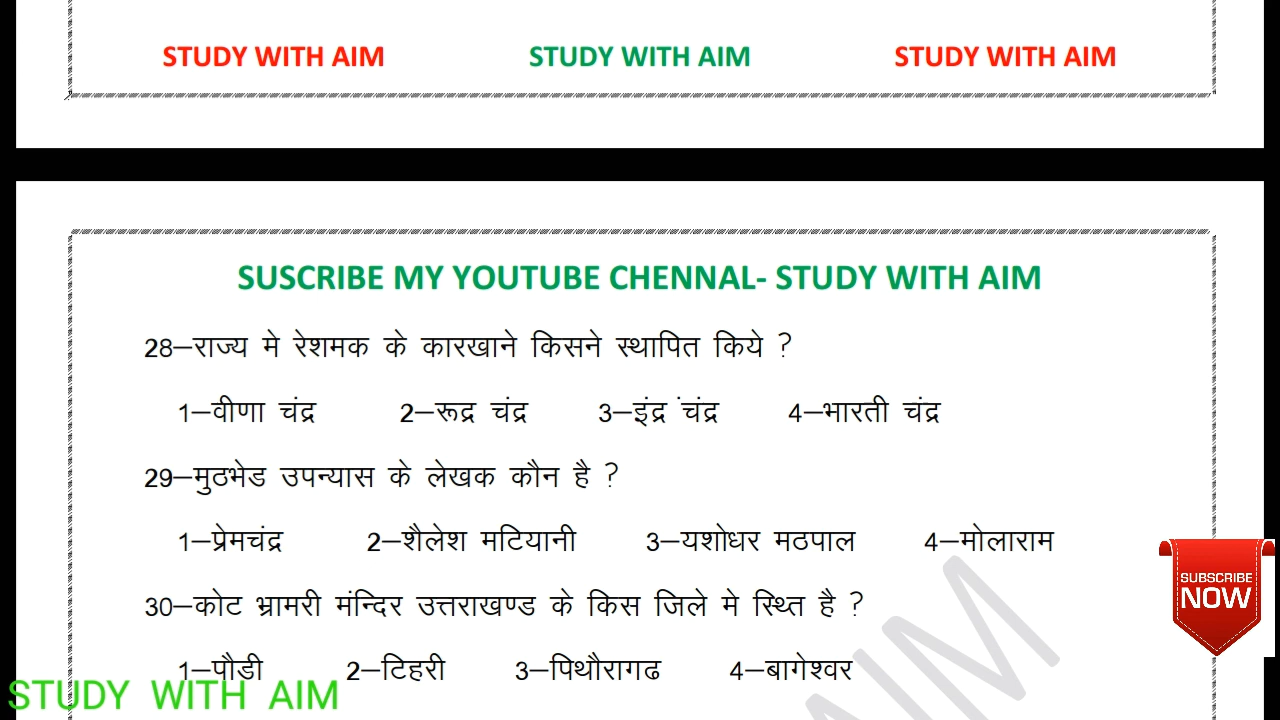 STUDY WITH AIM STUDY WITH AIM STUDY WITH AIM
SUSCRIBE MY YOUTUBE CHENNAL- STUDY WITH AIM
28–राज्य मे रेशमक के कारखाने किसने स्थापित किये ?
1–वीणा चंद्र 2–रूद्र चंद्र 3–इंद्र चंद्र 4–भारती चंद्र
29–मुठभेड उपन्यास के लेखक कौन है ?
1–प्रेमचंद्र 2–शैलेश मटियानी 3–यशोधर मठपाल 4–मोलाराम
SUBSCRIBE
NOW
30–कोट भ्रामरी मंन्दिर उत्तराखण्ड के किस जिले मे स्थ्ति है ?
1–पौडी 2–टिहरी 3–पिथौरागढ 4–बागेश्वर
STUDY WITH AIM
AIM